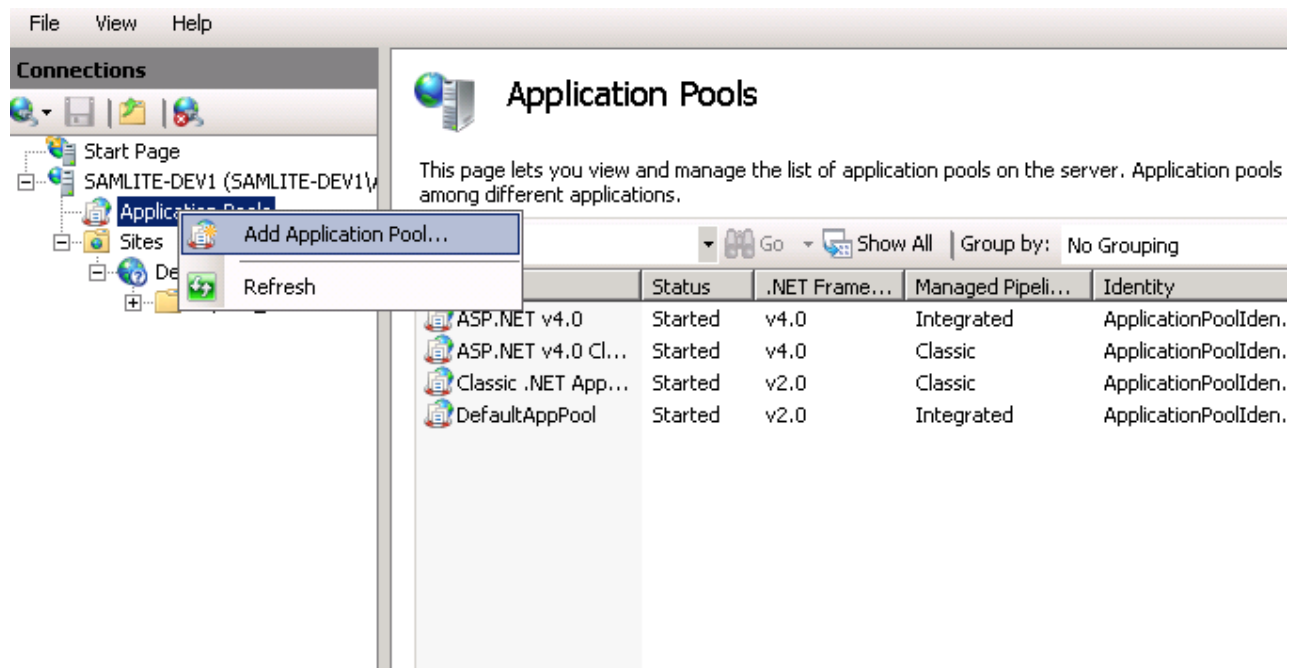 File View Help
Connections
Application Pools
Start Page
SAMLITE-DEV1 (SAMLITE-DEV1\
This page lets you view and manage the list of application pools on the server. Application pools
among different applications.
Application Pools
Add Application Pool...
Sites
Go Show All Group by: No Grouping
De
Refresh
Status .NET Frame... Managed Pipeli... Identity
ASP.NET v4.0 Started v4.0 Integrated ApplicationPoolIden.
ASP.NET v4.0 Cl... Started v4.0 Classic ApplicationPoolIden.
Classic .NET App... Started v2.0 Classic ApplicationPoolIden.
DefaultAppPool Started v2.0 Integrated ApplicationPoolIden.